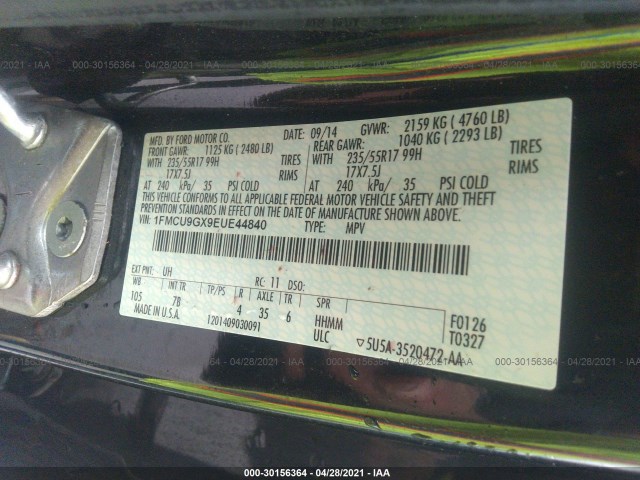 000-30156364 - 04/28/2021 - IAA
MFD. BY FORD MOTOR CO.
DATE: 09/14 GVWR: 2159 KG ( 4760 LB)
FRONT GAWR: 1125 KG ( 2480 LB) REAR GAWR: 1040 KG ( 2293 LB)
WITH 235/55R17 99H TIRES WITH 235/55R17 99H TIRES
17X7.5J RIMS 17X7.5J RIMS
AT 240 kPa/ 35 PSI COLD AT 240 kPa/ 35 PSI COLD
THIS VEHICLE CONFORMS TO ALL APPLICABLE FEDERAL MOTOR VEHICLE SAFETY AND THEFT
PREVENTION STANDARDS IN EFFECT ON THE DATE OF MANUFACTURE SHOWN ABOVE.
VIN: 1FMCU9GX9EUE44840 TYPE: MPV
EXT PNT: UH RC: 11 DSO:
WB INT TR TP/PS R AXLE TR SPR
105 7B 4 35 6 HHMM F0126
MADE IN U.S.A. 1201409030091 ULC T0327
▽5U5A-3520472-AA
000-30156364 - 04/28/2021 - IAA